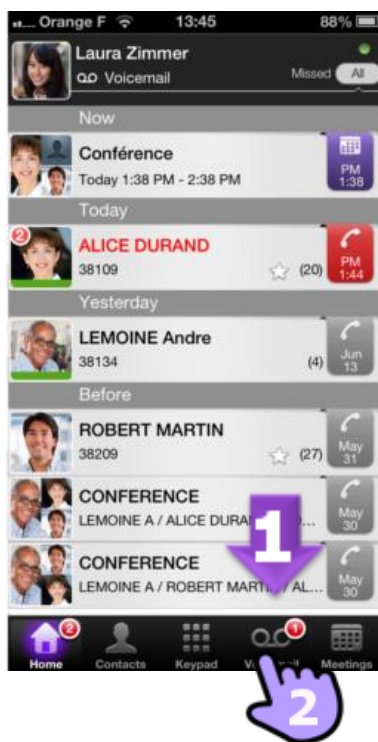 Orange F 13:45 88%
Laura Zimmer
Voicemail Missed All
Now
Conférence
Today 1:38 PM - 2:38 PM
PM
1:38
Today
2
ALICE DURAND
38109 (20)
PM
1:44
Yesterday
LEMOINE Andre
38134 (4)
Jun
13
Before
ROBERT MARTIN
38209 (27)
May
31
CONFERENCE
LEMOINE A / ALICE DURA
May
30
CONFERENCE
LEMOINE A / ROBERT MARTIN / AL...
May
30
1
2 1
Home Contacts Keypad Meetings
2